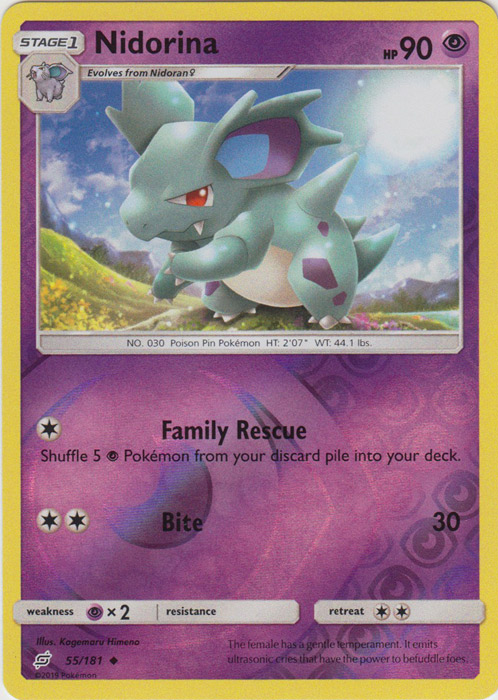 STAGE 1 Nidorina HP 90
Evolves from Nidoran♀
NO. 030 Poison Pin Pokémon HT: 2'07" WT: 44.1 lbs.
Family Rescue
Shuffle 5 Pokémon from your discard pile into your deck.
Bite 30
weakness ×2 resistance retreat
Illus. Kagemaru Himeno
55/181 ◆
©2019 Pokémon
The female has a gentle temperament. It emits
ultrasonic cries that have the power to befuddle foes.